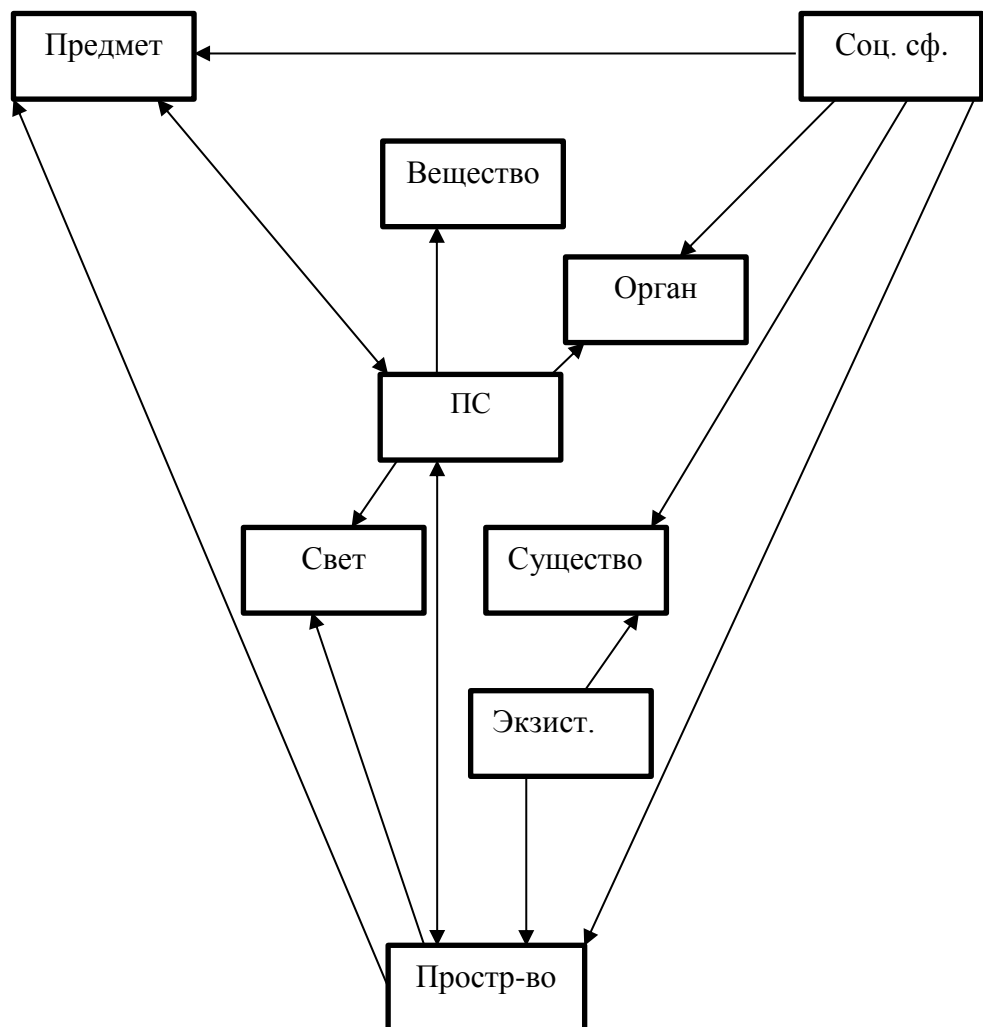 Предмет
Соц. сф.
Вещество
Орган
ПС
Свет
Существо
Экзист.
Простр-во